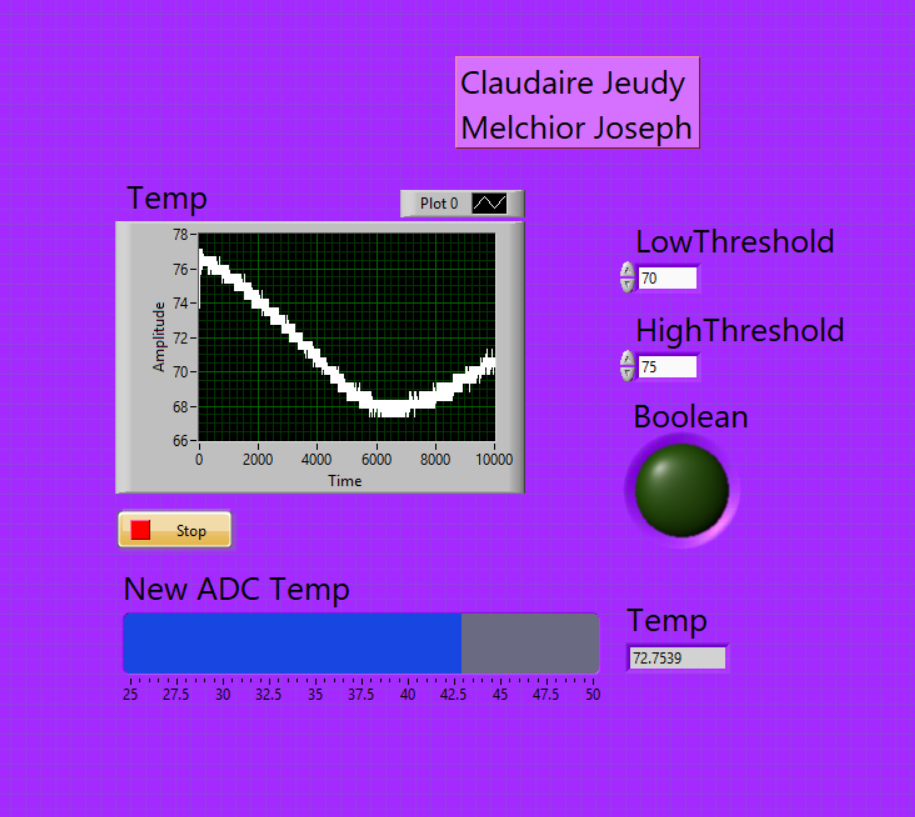 Claudaire Jeudy
Melchior Joseph
Temp
Plot 0
78
76
74
72
70
68
66
Amplitude
0 2000 4000 6000 8000 10000
Time
LowThreshold
70
HighThreshold
75
Boolean
Stop
New ADC Temp
25 27.5 30 32.5 35 37.5 40 42.5 45 47.5 50
Temp
72.7539